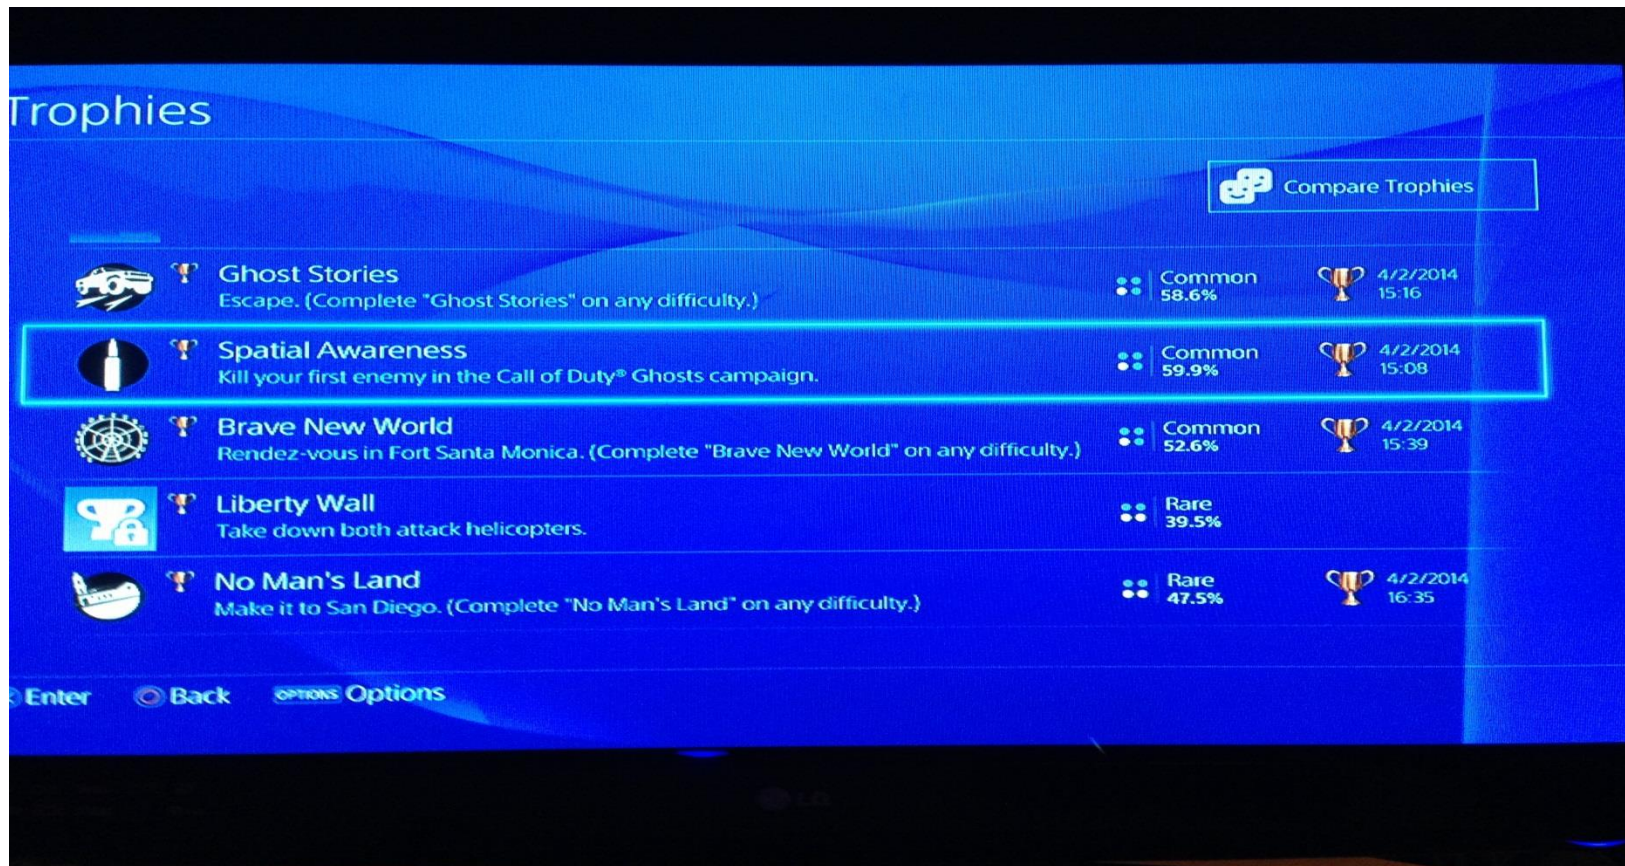 Trophies
Compare Trophies
Ghost Stories
Escape. (Complete "Ghost Stories" on any difficulty.)
Common
58.6%
4/2/2014
15:16
Spatial Awareness
Kill your first enemy in the Call of Duty® Ghosts campaign.
Common
59.9%
4/2/2014
15:08
Brave New World
Rendez-vous in Fort Santa Monica. (Complete "Brave New World" on any difficulty.)
Common
52.6%
4/2/2014
15:39
Liberty Wall
Take down both attack helicopters.
Rare
39.5%
No Man's Land
Make it to San Diego. (Complete "No Man's Land" on any difficulty.)
Rare
47.5%
4/2/2014
16:35
Enter Back OPTIONS Options
LG